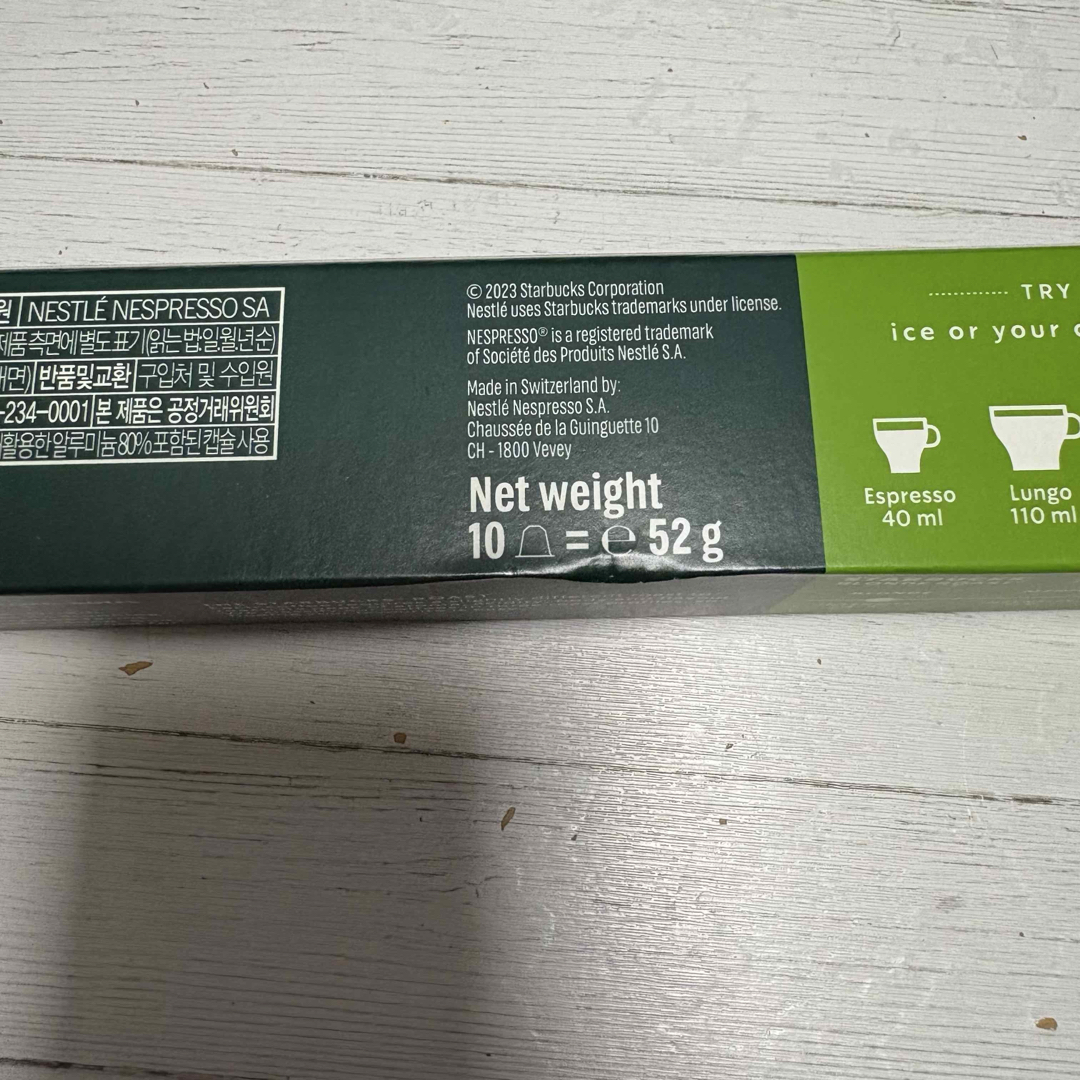 원 NESTLÉ NESPRESSO SA
제품 측면에 별도 표기(읽는 법:일.월.년 순)
반품 및 교환 구입처 및 수입원
-234-0001 본 제품은 공정거래위원회
활용한 알루미늄 80% 포함된 캡슐 사용
© 2023 Starbucks Corporation
Nestlé uses Starbucks trademarks under license.
NESPRESSO® is a registered trademark
of Société des Produits Nestlé S.A.
Made in Switzerland by:
Nestlé Nespresso S.A.
Chaussée de la Guinguette 10
CH - 1800 Vevey
Net weight
10 = ℮ 52 g
TRY
ice or your
Espresso
40 ml
Lungo
110 ml